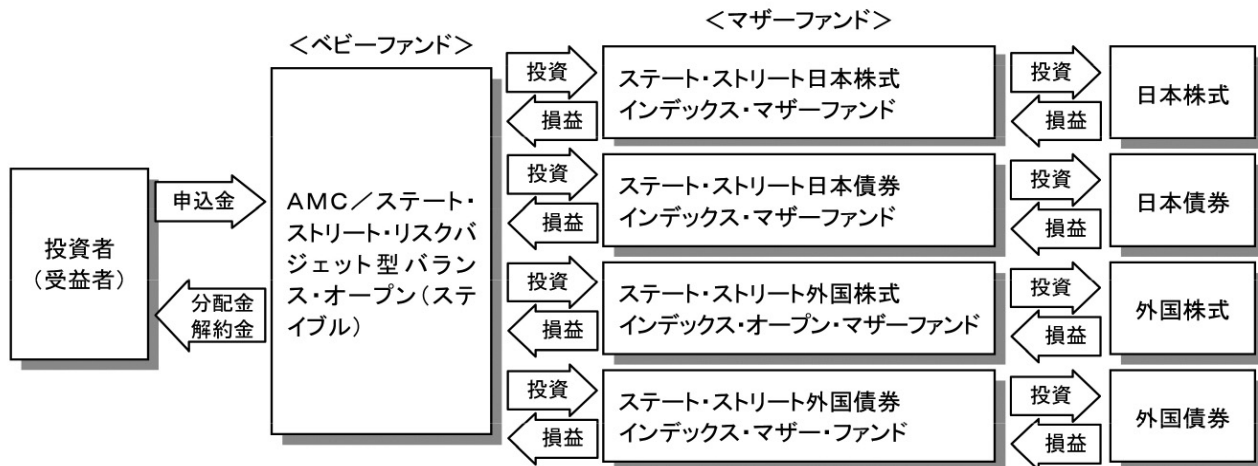 ＜マザーファンド＞
＜ベビーファンド＞
投資者
（受益者）
申込金
分配金
解約金
ＡＭＣ／ステート・
ストリート・リスクバ
ジェット型バラン
ス・オープン（ステ
イブル）
投資
損益
ステート・ストリート日本株式
インデックス・マザーファンド
投資
損益
日本株式
投資
損益
ステート・ストリート日本債券
インデックス・マザーファンド
投資
損益
日本債券
投資
損益
ステート・ストリート外国株式
インデックス・オープン・マザーファンド
投資
損益
外国株式
投資
損益
ステート・ストリート外国債券
インデックス・マザー・ファンド
投資
損益
外国債券